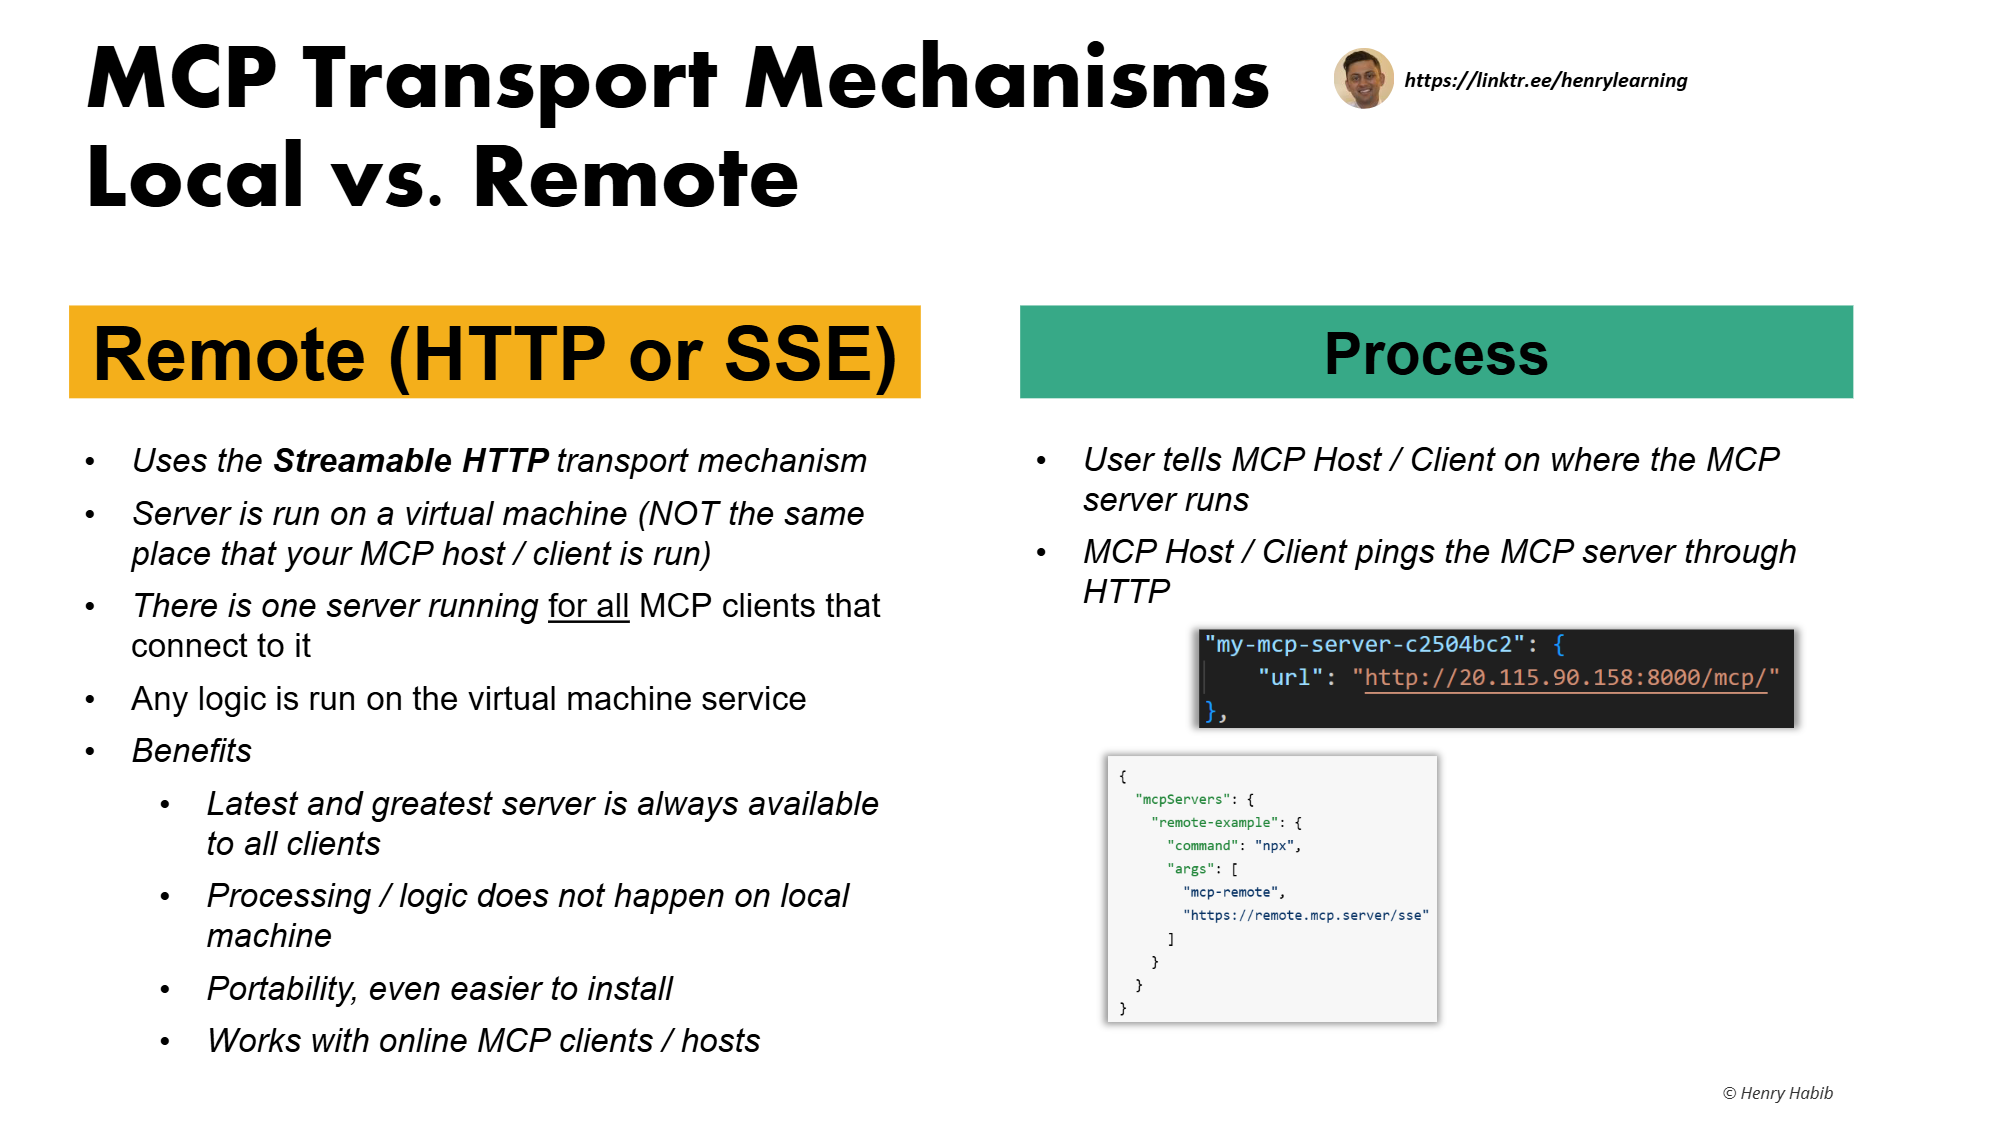 MCP Transport Mechanisms
Local vs. Remote
https://linktr.ee/henrylearning
Remote (HTTP or SSE)
• Uses the Streamable HTTP transport mechanism
• Server is run on a virtual machine (NOT the same
place that your MCP host / client is run)
• There is one server running for all MCP clients that
connect to it
• Any logic is run on the virtual machine service
• Benefits
• Latest and greatest server is always available
to all clients
• Processing / logic does not happen on local
machine
• Portability, even easier to install
• Works with online MCP clients / hosts
Process
• User tells MCP Host / Client on where the MCP
server runs
• MCP Host / Client pings the MCP server through
HTTP
"my-mcp-server-c2504bc2": {
"url": "http://20.115.90.158:8000/mcp/"
},
{
"mcpServers": {
"remote-example": {
"command": "npx",
"args": [
"mcp-remote",
"https://remote.mcp.server/sse"
]
}
}
}
© Henry Habib